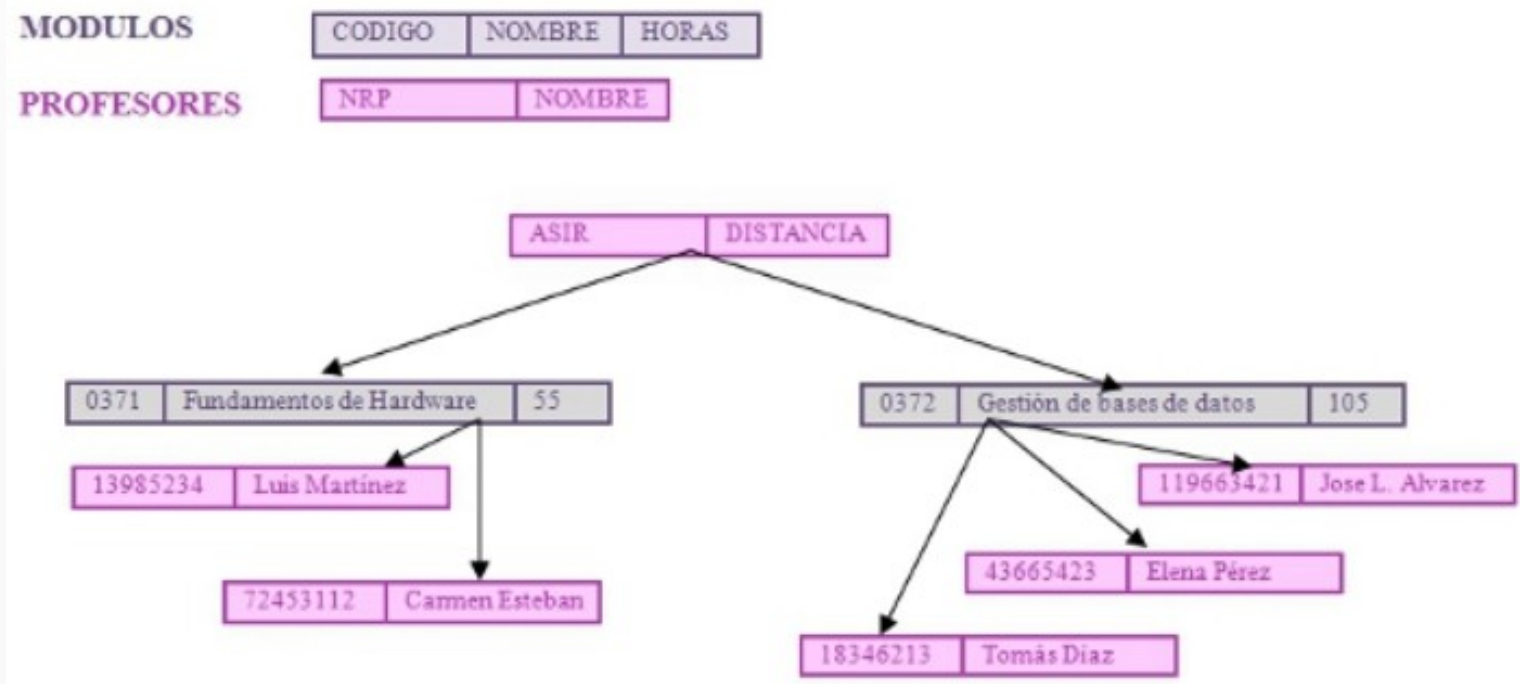 MODULOS CODIGO NOMBRE HORAS
PROFESORES NRP NOMBRE
ASIR DISTANCIA
0371 Fundamentos de Hardware 55
0372 Gestión de bases de datos 105
13985234 Luis Martínez
119663421 Jose L. Alvarez
43665423 Elena Pérez
72453112 Carmen Esteban
18346213 Tomás Díaz